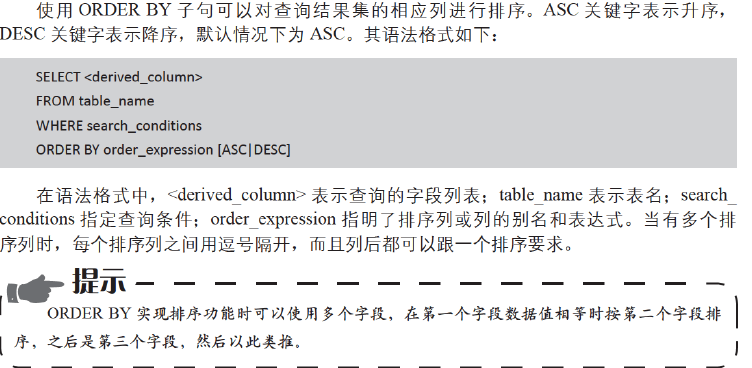 使用 ORDER BY 子句可以对查询结果集的相应列进行排序。ASC 关键字表示升序，
DESC 关键字表示降序，默认情况下为 ASC。其语法格式如下：
SELECT <derived_column>
FROM table_name
WHERE search_conditions
ORDER BY order_expression [ASC|DESC]
在语法格式中，<derived_column> 表示查询的字段列表；table_name 表示表名；search_
conditions 指定查询条件；order_expression 指明了排序列或列的别名和表达式。当有多个排
序列时，每个排序列之间用逗号隔开，而且列后都可以跟一个排序要求。
提示
ORDER BY 实现排序功能时可以使用多个字段，在第一个字段数据值相等时按第二个字段排
序，之后是第三个字段，然后以此类推。